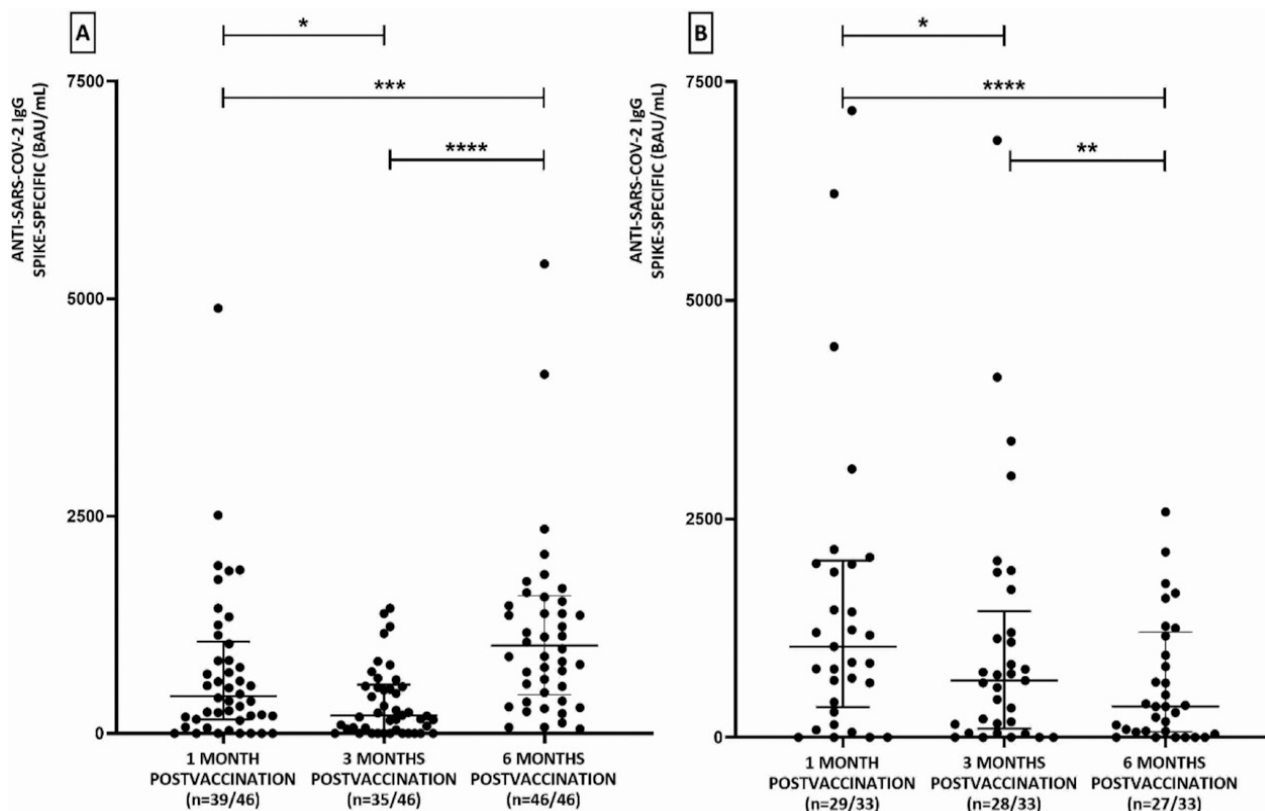 A
*
***
****
ANTI-SARS-COV-2 IgG
SPIKE-SPECIFIC (BAU/mL)
7500
5000
2500
0
1 MONTH
POSTVACCINATION
(n=39/46)
3 MONTHS
POSTVACCINATION
(n=35/46)
6 MONTHS
POSTVACCINATION
(n=46/46)
B
*
****
**
ANTI-SARS-COV-2 IgG
SPIKE-SPECIFIC (BAU/mL)
7500
5000
2500
0
1 MONTH
POSTVACCINATION
(n=29/33)
3 MONTHS
POSTVACCINATION
(n=28/33)
6 MONTHS
POSTVACCINATION
(n=27/33)